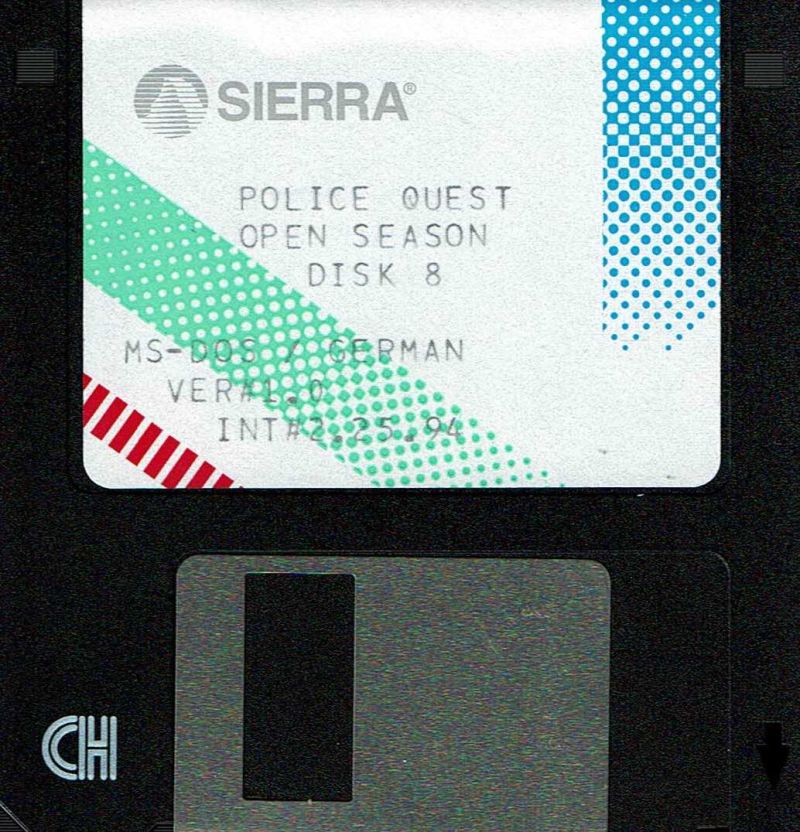 SIERRA®
POLICE QUEST
OPEN SEASON
DISK 8
MS-DOS / GERMAN
VER#1.0
INT#2.25.94
CH